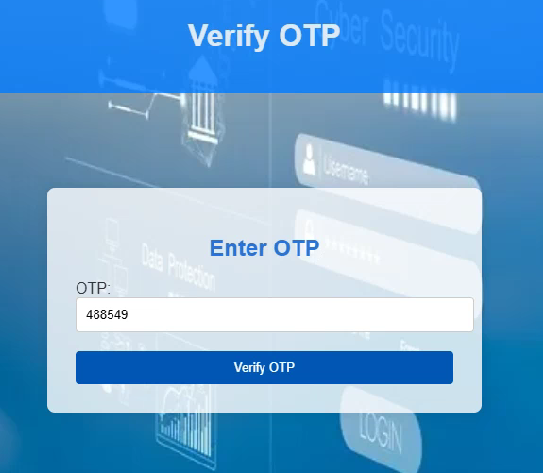 Verify OTP
Cyber Security
Username
Enter OTP
Data Protection
OTP:
488549
Verify OTP
LOGIN